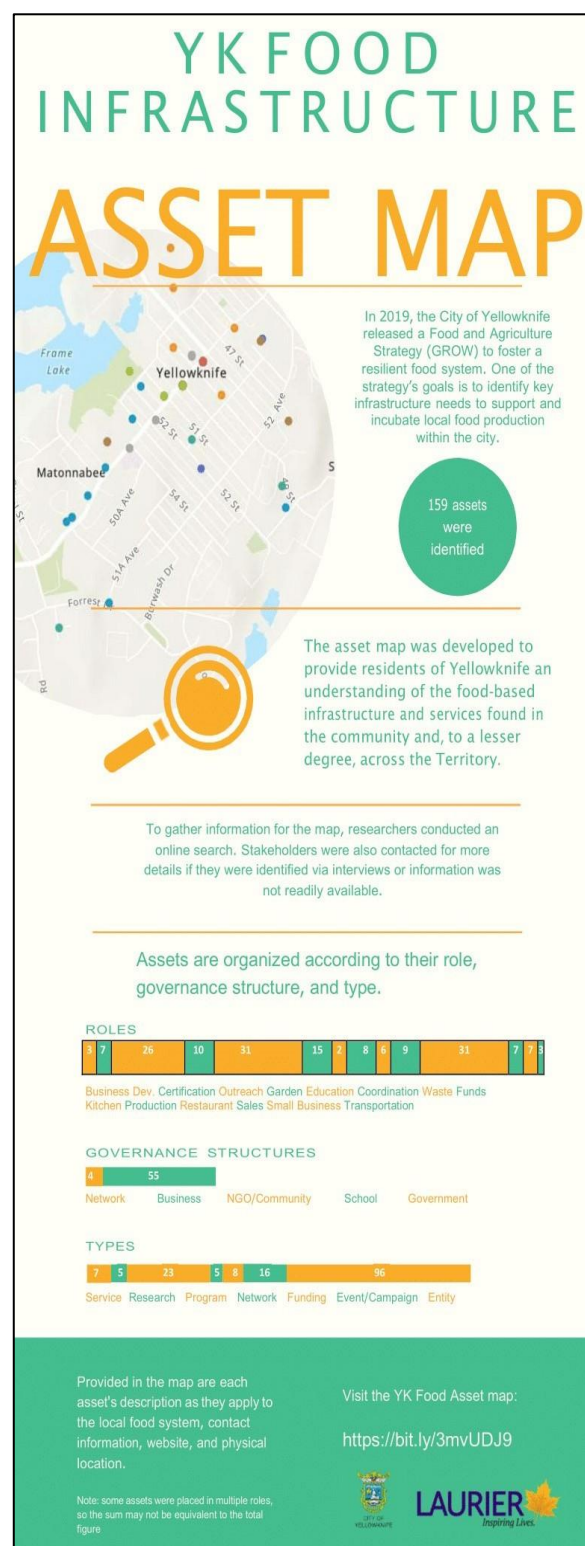 YK FOOD
INFRASTRUCTURE
ASSET MAP
Frame
Lake
Yellowknife
47 St
52 Ave
52 St
51 St
Matonnabee
S
49 St
54 St
52 St
50A Ave
51A Ave
Burwash Dr
Forrest
Rd
In 2019, the City of Yellowknife
released a Food and Agriculture
Strategy (GROW) to foster a
resilient food system. One of the
strategy's goals is to identify key
infrastructure needs to support and
incubate local food production
within the city.
159 assets
were
identified
The asset map was developed to
provide residents of Yellowknife an
understanding of the food-based
infrastructure and services found in
the community and, to a lesser
degree, across the Territory.
To gather information for the map, researchers conducted an
online search. Stakeholders were also contacted for more
details if they were identified via interviews or information was
not readily available.
Assets are organized according to their role,
governance structure, and type.
ROLES
3 7 26 10 31 15 2 8 6 9 31 7 7 3
Business Dev. Certification Outreach Garden Education Coordination Waste Funds
Kitchen Production Restaurant Sales Small Business Transportation
GOVERNANCE STRUCTURES
4 55
Network Business NGO/Community School Government
TYPES
7 5 23 5 8 16 96
Service Research Program Network Funding Event/Campaign Entity
Provided in the map are each
asset's description as they apply to
the local food system, contact
information, website, and physical
location.
Note: some assets were placed in multiple roles,
so the sum may not be equivalent to the total
figure
Visit the YK Food Asset map:
https://bit.ly/3mvUDJ9
CITY OF
YELLOWKNIFE
LAURIER
Inspiring Lives.